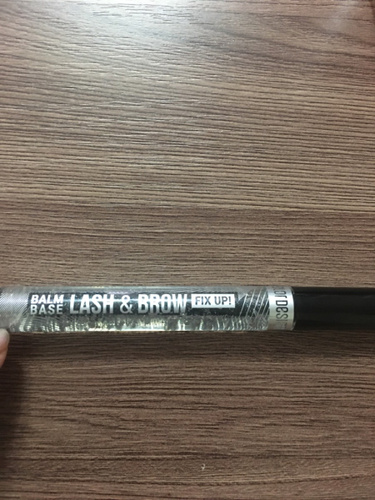 BALM
BASE
LASH & BROW
FIX UP!